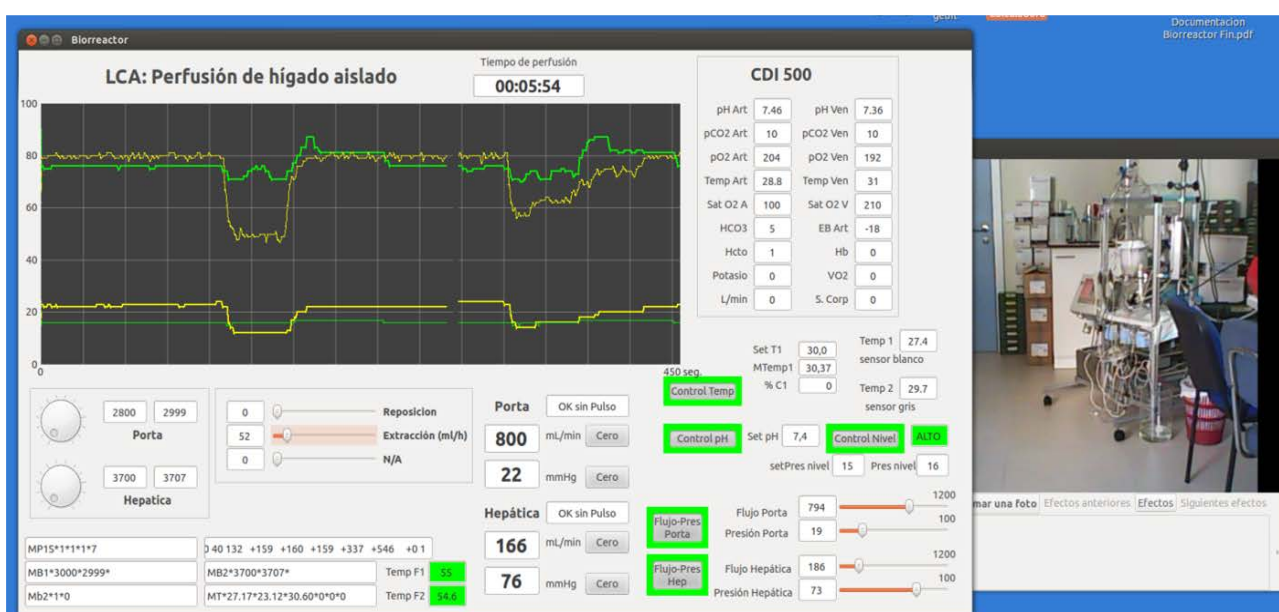 Documentacion
Biorreactor Fin.pdf
Biorreactor
LCA: Perfusión de hígado aislado
Tiempo de perfusión
00:05:54
CDI 500
pH Art 7.46 pH Ven 7.36
pCO2 Art 10 pCO2 Ven 10
pO2 Art 204 pO2 Ven 192
Temp Art 28.8 Temp Ven 31
Sat O2 A 100 Sat O2 V 210
HCO3 5 EB Art -18
Hcto 1 Hb 0
Potasio 0 VO2 0
L/min 0 S. Corp 0
100
80
60
40
20
0
0 450 seg.
Set T1 30,0 Temp 1 27.4
MTemp1 30,37 sensor blanco
% C1 0 Temp 2 29.7
sensor gris
Control Temp
Control pH Set pH 7,4 Control Nivel ALTO
setPres nivel 15 Pres nivel 16
2800 2999
Porta
3700 3707
Hepatica
0 Reposicion
52 Extracción (ml/h)
0 N/A
Porta OK sin Pulso
800 mL/min Cero
22 mmHg Cero
Hepática OK sin Pulso
166 mL/min Cero
76 mmHg Cero
Flujo-Pres
Porta
Flujo Porta 794 1200
Presión Porta 19 100
Flujo-Pres
Hep
Flujo Hepática 186 1200
Presión Hepática 73 100
MP15*1*1*1*7
40 132 +159 +160 +159 +337 +546 +0 1
MB1*3000*2999* MB2*3700*3707* Temp F1 55
Mb2*1*0 MT*27.17*23.12*30.60*0*0*0 Temp F2 54.6
mar una foto Efectos anteriores Efectos Siguientes efectos